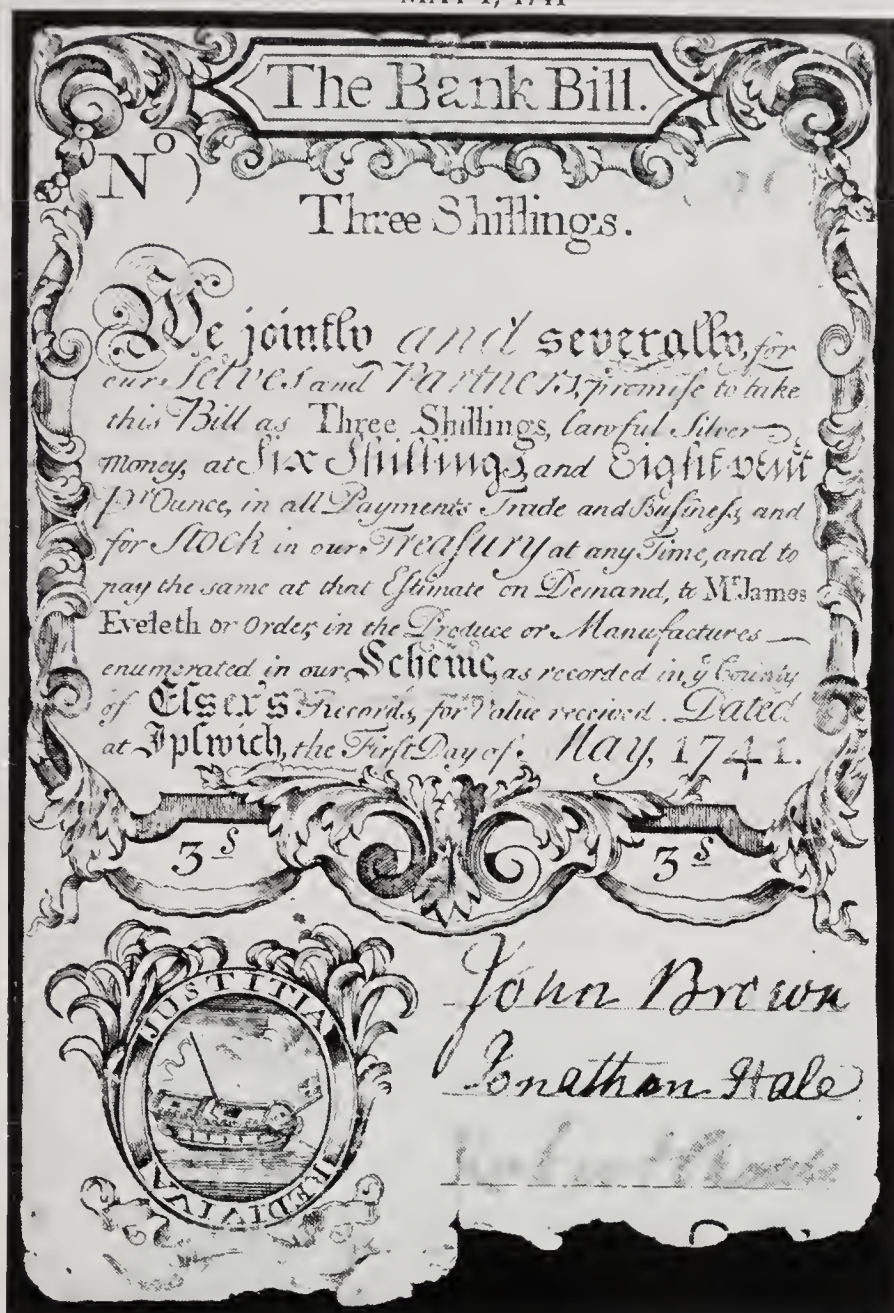 MAY 1, 1741
The Bank Bill.
N°)
Three Shillings.
We jointly and severally, for
our Selves and Partners, promise to take
this Bill as Three Shillings, lawful Silver
Money, at Six Shillings, and Eight pence
pr Ounce, in all Payments Trade and Business, and
for Stock in our Treasury at any Time, and to
pay the same at that Estimate on Demand, to Mr James
Eveleth or Order, in the Produce or Manufactures
enumerated in our Scheme, as recorded in ye County
of Essex's Records, for Value received. Dated
at Ipswich, the First Day of May, 1741.
3s 3s
JUSTITIA
REDIVIVA
John Brown
Jonathan Hale